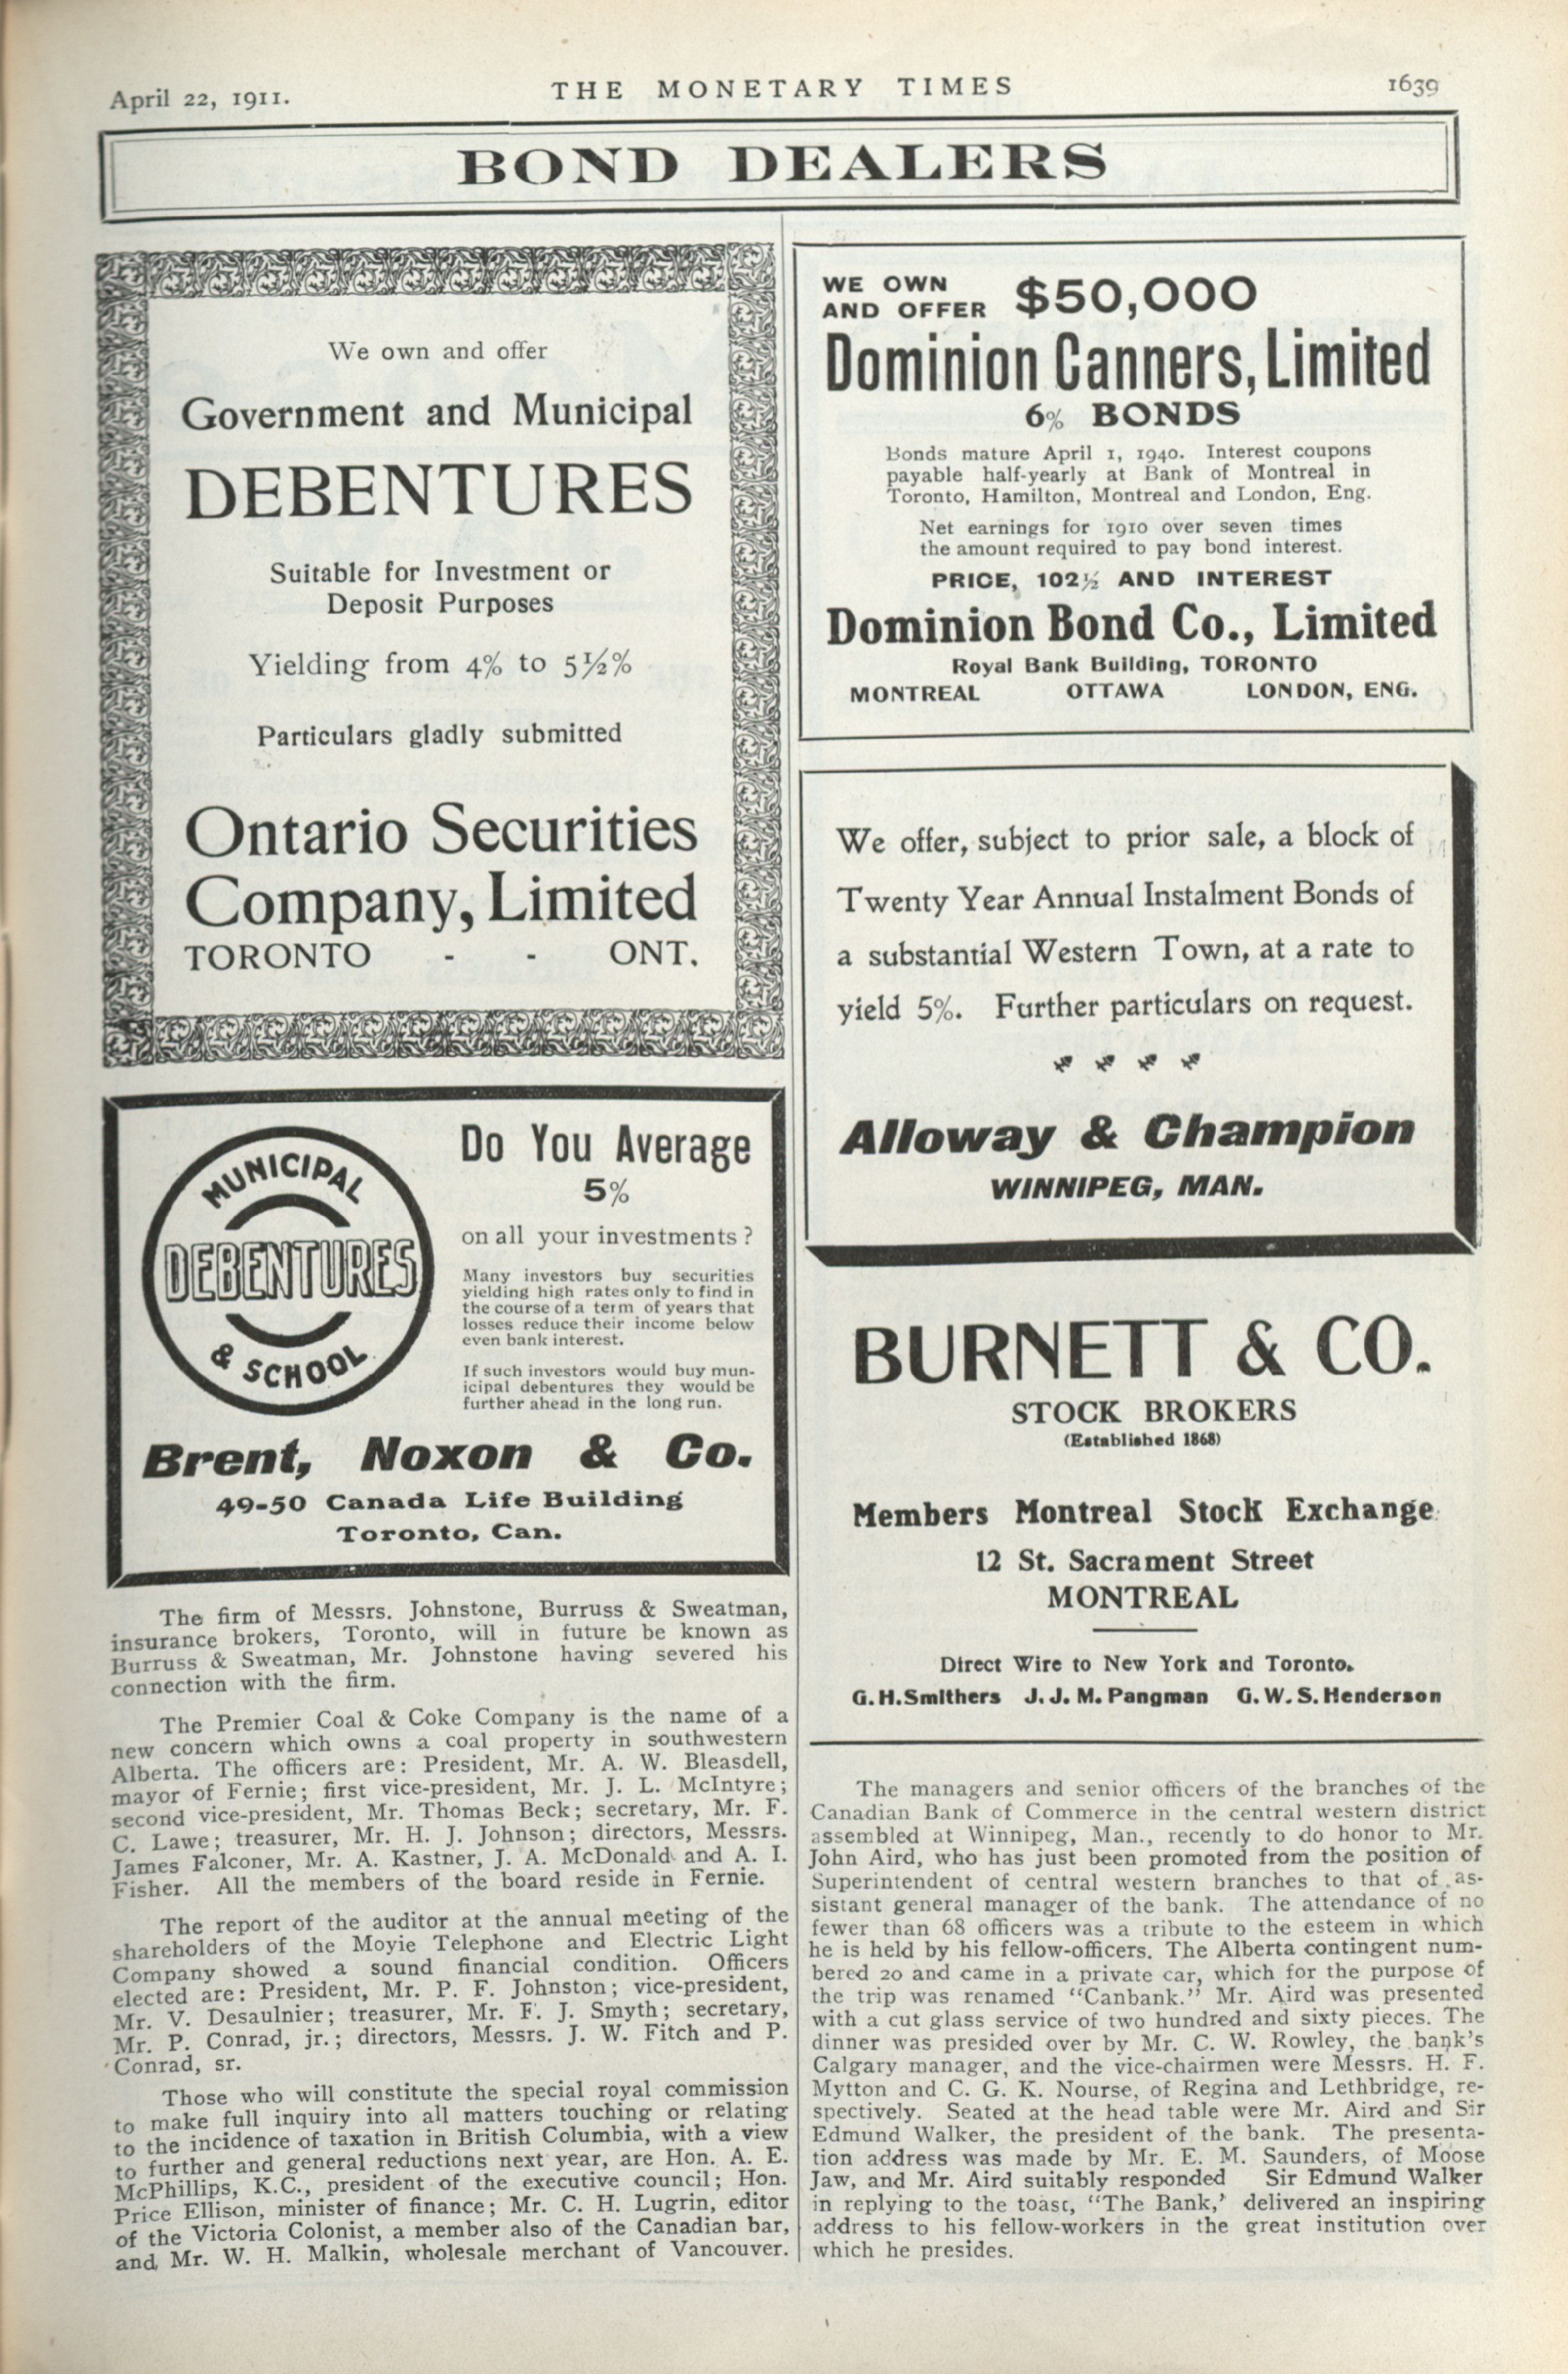 April 22, 1911.
THE MONETARY TIMES
1639
BOND DEALERS
We own and offer
Government and Municipal
DEBENTURES
Suitable for Investment or
Deposit Purposes
Yielding from 4% to 5½%
Particulars gladly submitted
Ontario Securities
Company, Limited
TORONTO - - ONT.
MUNICIPAL
DEBENTURES
& SCHOOL
Do You Average
5%
on all your investments?
Many investors buy securities
yielding high rates only to find in
the course of a term of years that
losses reduce their income below
even bank interest.
If such investors would buy mun-
icipal debentures they would be
further ahead in the long run.
Brent, Noxon & Co.
49-50 Canada Life Building
Toronto, Can.
The firm of Messrs. Johnstone, Burruss & Sweatman,
insurance brokers, Toronto, will in future be known as
Burruss & Sweatman, Mr. Johnstone having severed his
connection with the firm.
The Premier Coal & Coke Company is the name of a
new concern which owns a coal property in southwestern
Alberta. The officers are: President, Mr. A. W. Bleasdell,
mayor of Fernie; first vice-president, Mr. J. L. McIntyre;
second vice-president, Mr. Thomas Beck; secretary, Mr. F.
C. Lawe; treasurer, Mr. H. J. Johnson; directors, Messrs.
James Falconer, Mr. A. Kastner, J. A. McDonald and A. I.
Fisher. All the members of the board reside in Fernie.
The report of the auditor at the annual meeting of the
shareholders of the Moyie Telephone and Electric Light
Company showed a sound financial condition. Officers
elected are: President, Mr. P. F. Johnston; vice-president,
Mr. V. Desaulnier; treasurer, Mr. F. J. Smyth; secretary,
Mr. P. Conrad, jr.; directors, Messrs. J. W. Fitch and P.
Conrad, sr.
Those who will constitute the special royal commission
to make full inquiry into all matters touching or relating
to the incidence of taxation in British Columbia, with a view
to further and general reductions next year, are Hon. A. E.
McPhillips, K.C., president of the executive council; Hon.
Price Ellison, minister of finance; Mr. C. H. Lugrin, editor
of the Victoria Colonist, a member also of the Canadian bar,
and Mr. W. H. Malkin, wholesale merchant of Vancouver.
WE OWN
AND OFFER $50,000
Dominion Canners, Limited
6% BONDS
Bonds mature April 1, 1940. Interest coupons
payable half-yearly at Bank of Montreal in
Toronto, Hamilton, Montreal and London, Eng.
Net earnings for 1910 over seven times
the amount required to pay bond interest.
PRICE, 102½ AND INTEREST
Dominion Bond Co., Limited
Royal Bank Building, TORONTO
MONTREAL OTTAWA LONDON, ENG.
We offer, subject to prior sale, a block of
Twenty Year Annual Instalment Bonds of
a substantial Western Town, at a rate to
yield 5%. Further particulars on request.
Alloway & Champion
WINNIPEG, MAN.
BURNETT & CO.
STOCK BROKERS
(Established 1868)
Members Montreal Stock Exchange
12 St. Sacrament Street
MONTREAL
Direct Wire to New York and Toronto.
G.H.Smithers J. J. M. Pangman G. W. S. Henderson
The managers and senior officers of the branches of the
Canadian Bank of Commerce in the central western district
assembled at Winnipeg, Man., recently to do honor to Mr.
John Aird, who has just been promoted from the position of
Superintendent of central western branches to that of as-
sistant general manager of the bank. The attendance of no
fewer than 68 officers was a tribute to the esteem in which
he is held by his fellow-officers. The Alberta contingent num-
bered 20 and came in a private car, which for the purpose of
the trip was renamed "Canbank." Mr. Aird was presented
with a cut glass service of two hundred and sixty pieces. The
dinner was presided over by Mr. C. W. Rowley, the bank's
Calgary manager, and the vice-chairmen were Messrs. H. F.
Mytton and C. G. K. Nourse, of Regina and Lethbridge, re-
spectively. Seated at the head table were Mr. Aird and Sir
Edmund Walker, the president of the bank. The presenta-
tion address was made by Mr. E. M. Saunders, of Moose
Jaw, and Mr. Aird suitably responded Sir Edmund Walker
in replying to the toast, "The Bank,' delivered an inspiring
address to his fellow-workers in the great institution over
which he presides.